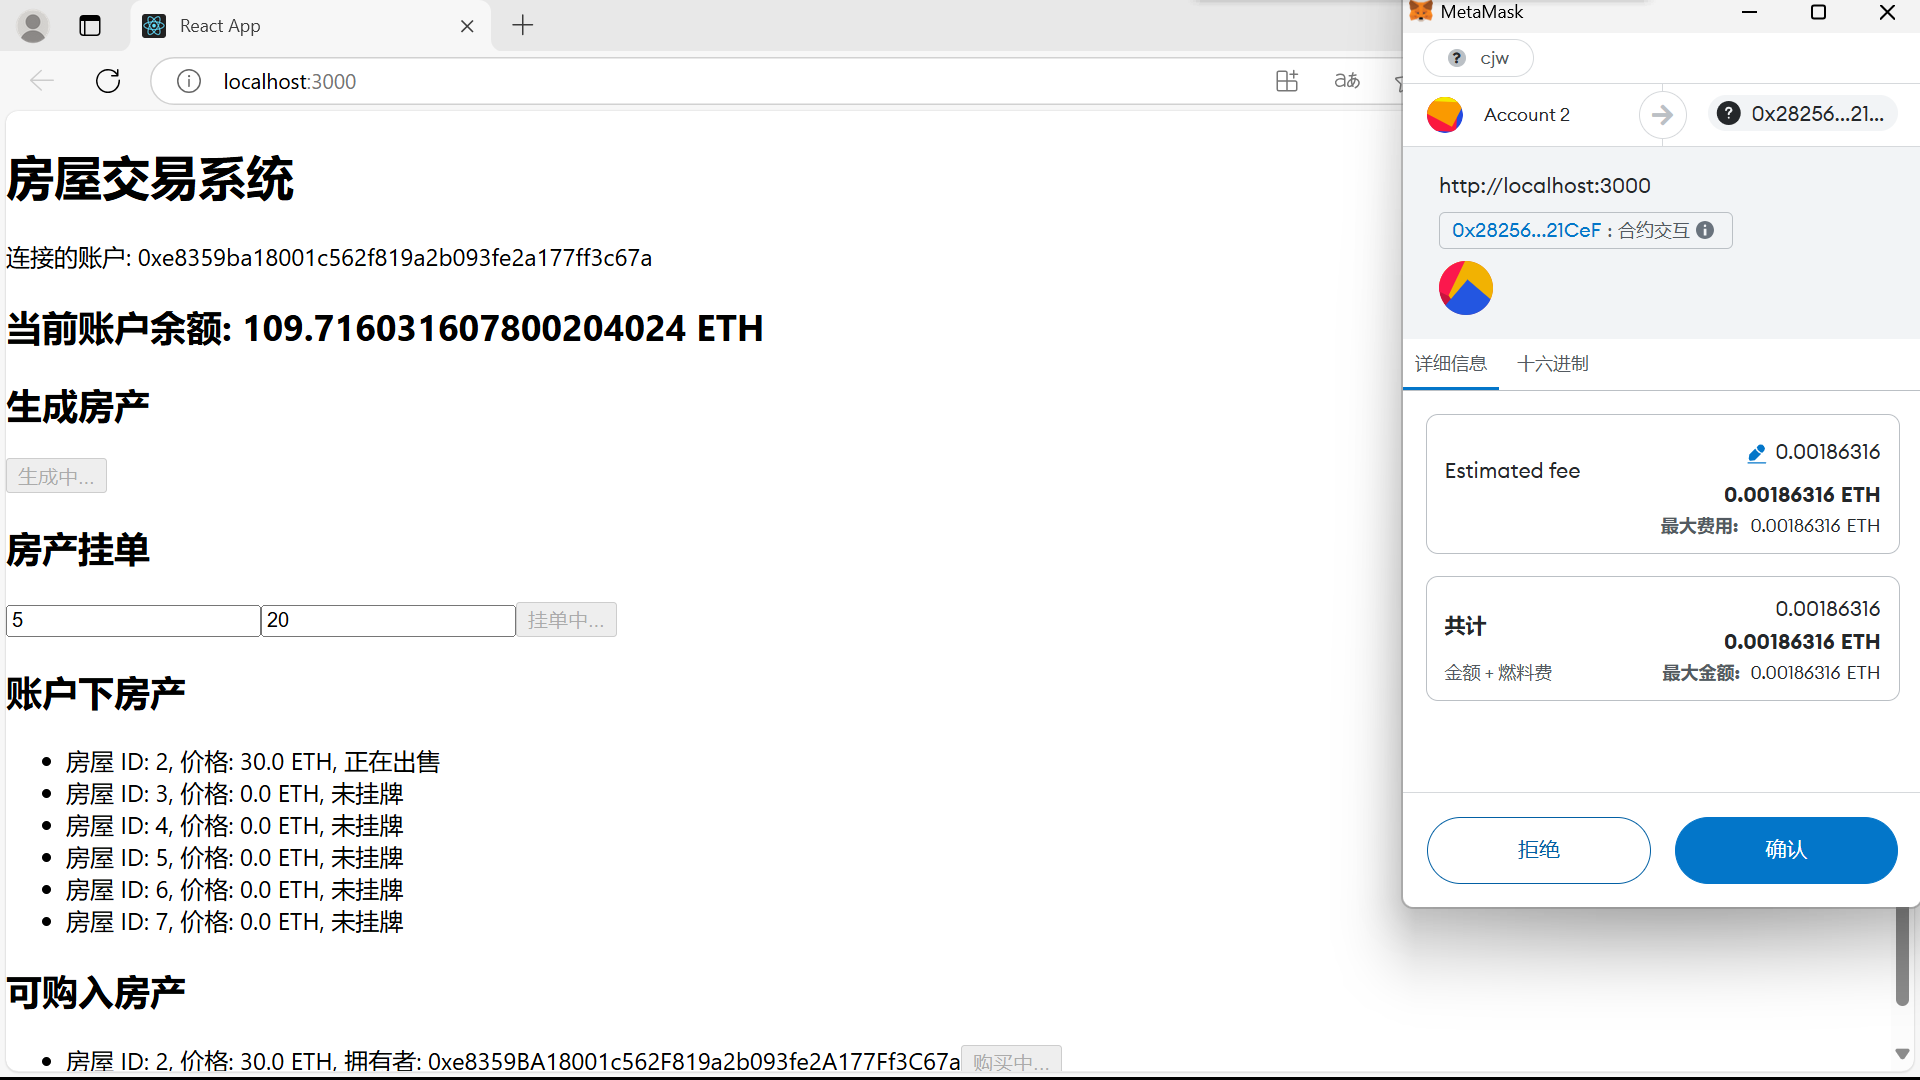 React App
localhost:3000
aあ
房屋交易系统
连接的账户: 0xe8359ba18001c562f819a2b093fe2a177ff3c67a
当前账户余额: 109.716031607800204024 ETH
生成房产
生成中...
房产挂单
5
20
挂单中...
账户下房产
房屋 ID: 2, 价格: 30.0 ETH, 正在出售
房屋 ID: 3, 价格: 0.0 ETH, 未挂牌
房屋 ID: 4, 价格: 0.0 ETH, 未挂牌
房屋 ID: 5, 价格: 0.0 ETH, 未挂牌
房屋 ID: 6, 价格: 0.0 ETH, 未挂牌
房屋 ID: 7, 价格: 0.0 ETH, 未挂牌
可购入房产
房屋 ID: 2, 价格: 30.0 ETH, 拥有者: 0xe8359BA18001c562F819a2b093fe2A177Ff3C67a
购买中...
MetaMask
? cjw
Account 2
? 0x28256...21...
http://localhost:3000
0x28256...21CeF : 合约交互
详细信息
十六进制
Estimated fee
0.00186316
0.00186316 ETH
最大费用: 0.00186316 ETH
共计
0.00186316
0.00186316 ETH
金额 + 燃料费
最大金额: 0.00186316 ETH
拒绝
确认